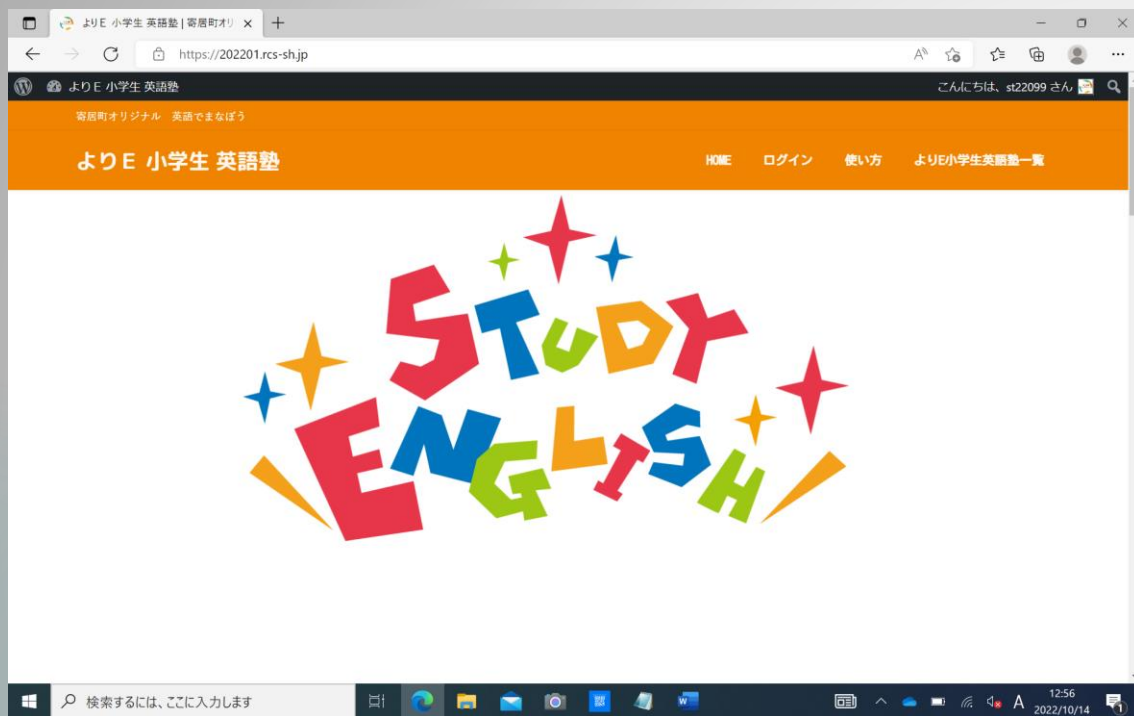 よりE 小学生 英語塾 | 寄居町オリ
https://202201.rcs-sh.jp
よりE 小学生 英語塾
こんにちは、st22099 さん
寄居町オリジナル 英語でまなぼう
よりE 小学生 英語塾
HOME ログイン 使い方 よりE小学生英語塾一覧
STUDY
ENGLISH
検索するには、ここに入力します
A 12:56
2022/10/14
1